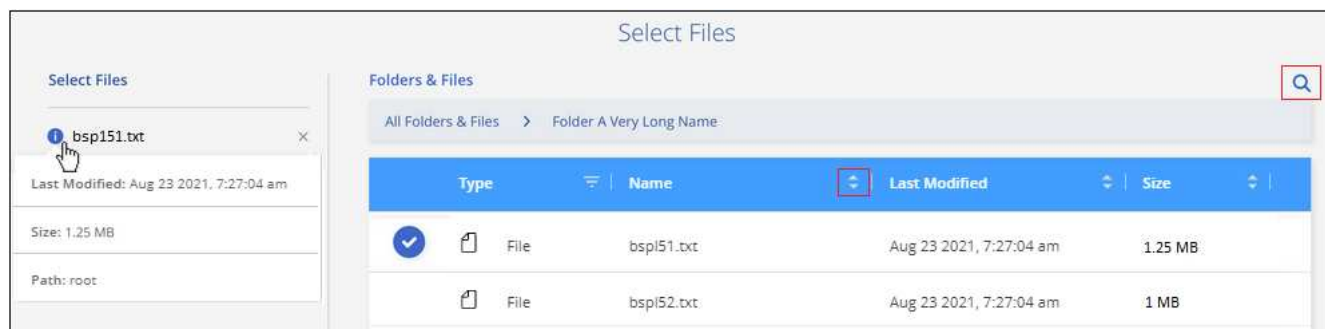 Select Files
Select Files
bsp151.txt
Last Modified: Aug 23 2021, 7:27:04 am
Size: 1.25 MB
Path: root
Folders & Files
All Folders & Files > Folder A Very Long Name
Type Name Last Modified Size
File bspl51.txt Aug 23 2021, 7:27:04 am 1.25 MB
File bspl52.txt Aug 23 2021, 7:27:04 am 1 MB